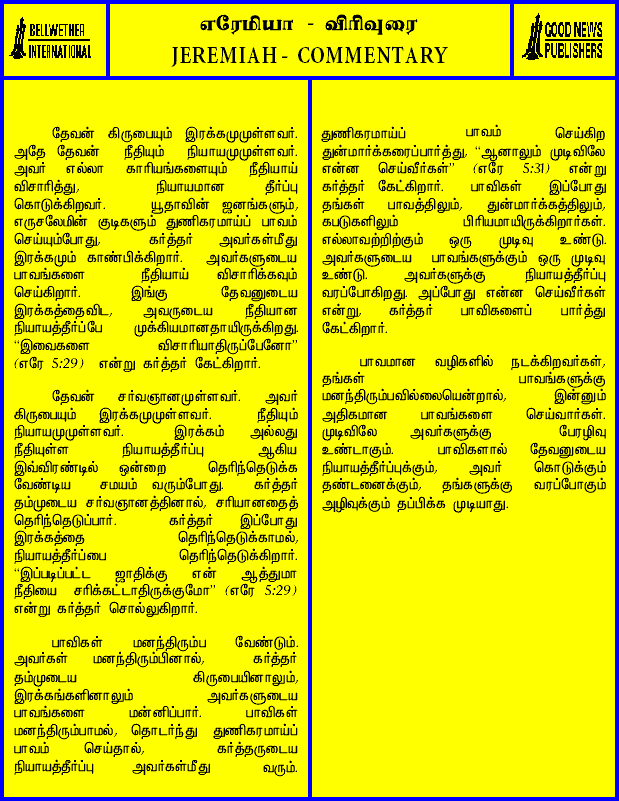 BELLWETHER
INTERNATIONAL
எரேமியா - விரிவுரை
JEREMIAH - COMMENTARY
GOOD NEWS
PUBLISHERS
தேவன் கிருபையும் இரக்கமுமுள்ளவர்.
அதே தேவன் நீதியும் நியாயமுமுள்ளவர்.
அவர் எல்லா காரியங்களையும் நீதியாய்
விசாரித்து, நியாயமான தீர்ப்பு
கொடுக்கிறவர். யூதாவின் ஜனங்களும்,
எருசலேமின் குடிகளும் துணிகரமாய்ப் பாவம்
செய்யும்போது, கர்த்தர் அவர்கள்மீது
இரக்கமும் காண்பிக்கிறார். அவர்களுடைய
பாவங்களை நீதியாய் விசாரிக்கவும்
செய்கிறார். இங்கு தேவனுடைய
இரக்கத்தைவிட, அவருடைய நீதியான
நியாயத்தீர்ப்பே முக்கியமானதாயிருக்கிறது.
“இவைகளை விசாரியாதிருப்பேனோ”
(எரே 5:29) என்று கர்த்தர் கேட்கிறார்.
தேவன் சர்வஞானமுள்ளவர். அவர்
கிருபையும் இரக்கமுமுள்ளவர். நீதியும்
நியாயமுமுள்ளவர். இரக்கம் அல்லது
நீதியுள்ள நியாயத்தீர்ப்பு ஆகிய
இவ்விரண்டில் ஒன்றை தெரிந்தெடுக்க
வேண்டிய சமயம் வரும்போது, கர்த்தர்
தம்முடைய சர்வஞானத்தினால், சரியானதைத்
தெரிந்தெடுப்பார். கர்த்தர் இப்போது
இரக்கத்தை தெரிந்தெடுக்காமல்,
நியாயத்தீர்ப்பை தெரிந்தெடுக்கிறார்.
“இப்படிப்பட்ட ஜாதிக்கு என் ஆத்துமா
நீதியை சரிக்கட்டாதிருக்குமோ” (எரே 5:29)
என்று கர்த்தர் சொல்லுகிறார்.
பாவிகள் மனந்திரும்ப வேண்டும்.
அவர்கள் மனந்திரும்பினால், கர்த்தர்
தம்முடைய கிருபையினாலும்,
இரக்கங்களினாலும் அவர்களுடைய
பாவங்களை மன்னிப்பார். பாவிகள்
மனந்திரும்பாமல், தொடர்ந்து துணிகரமாய்ப்
பாவம் செய்தால், கர்த்தருடைய
நியாயத்தீர்ப்பு அவர்கள்மீது வரும்.
துணிகரமாய்ப் பாவம் செய்கிற
துன்மார்க்கரைப்பார்த்து, “ஆனாலும் முடிவிலே
என்ன செய்வீர்கள்” (எரே 5:31) என்று
கர்த்தர் கேட்கிறார். பாவிகள் இப்போது
தங்கள் பாவத்திலும், துன்மார்க்கத்திலும்,
கபடுகளிலும் பிரியமாயிருக்கிறார்கள்.
எல்லாவற்றிற்கும் ஒரு முடிவு உண்டு.
அவர்களுடைய பாவங்களுக்கும் ஒரு முடிவு
உண்டு. அவர்களுக்கு நியாயத்தீர்ப்பு
வரப்போகிறது. அப்போது என்ன செய்வீர்கள்
என்று, கர்த்தர் பாவிகளைப் பார்த்து
கேட்கிறார்.
பாவமான வழிகளில் நடக்கிறவர்கள்,
தங்கள் பாவங்களுக்கு
மனந்திரும்பவில்லையென்றால், இன்னும்
அதிகமான பாவங்களை செய்வார்கள்.
முடிவிலே அவர்களுக்கு பேரழிவு
உண்டாகும். பாவிகளால் தேவனுடைய
நியாயத்தீர்ப்புக்கும், அவர் கொடுக்கும்
தண்டனைக்கும், தங்களுக்கு வரப்போகும்
அழிவுக்கும் தப்பிக்க முடியாது.